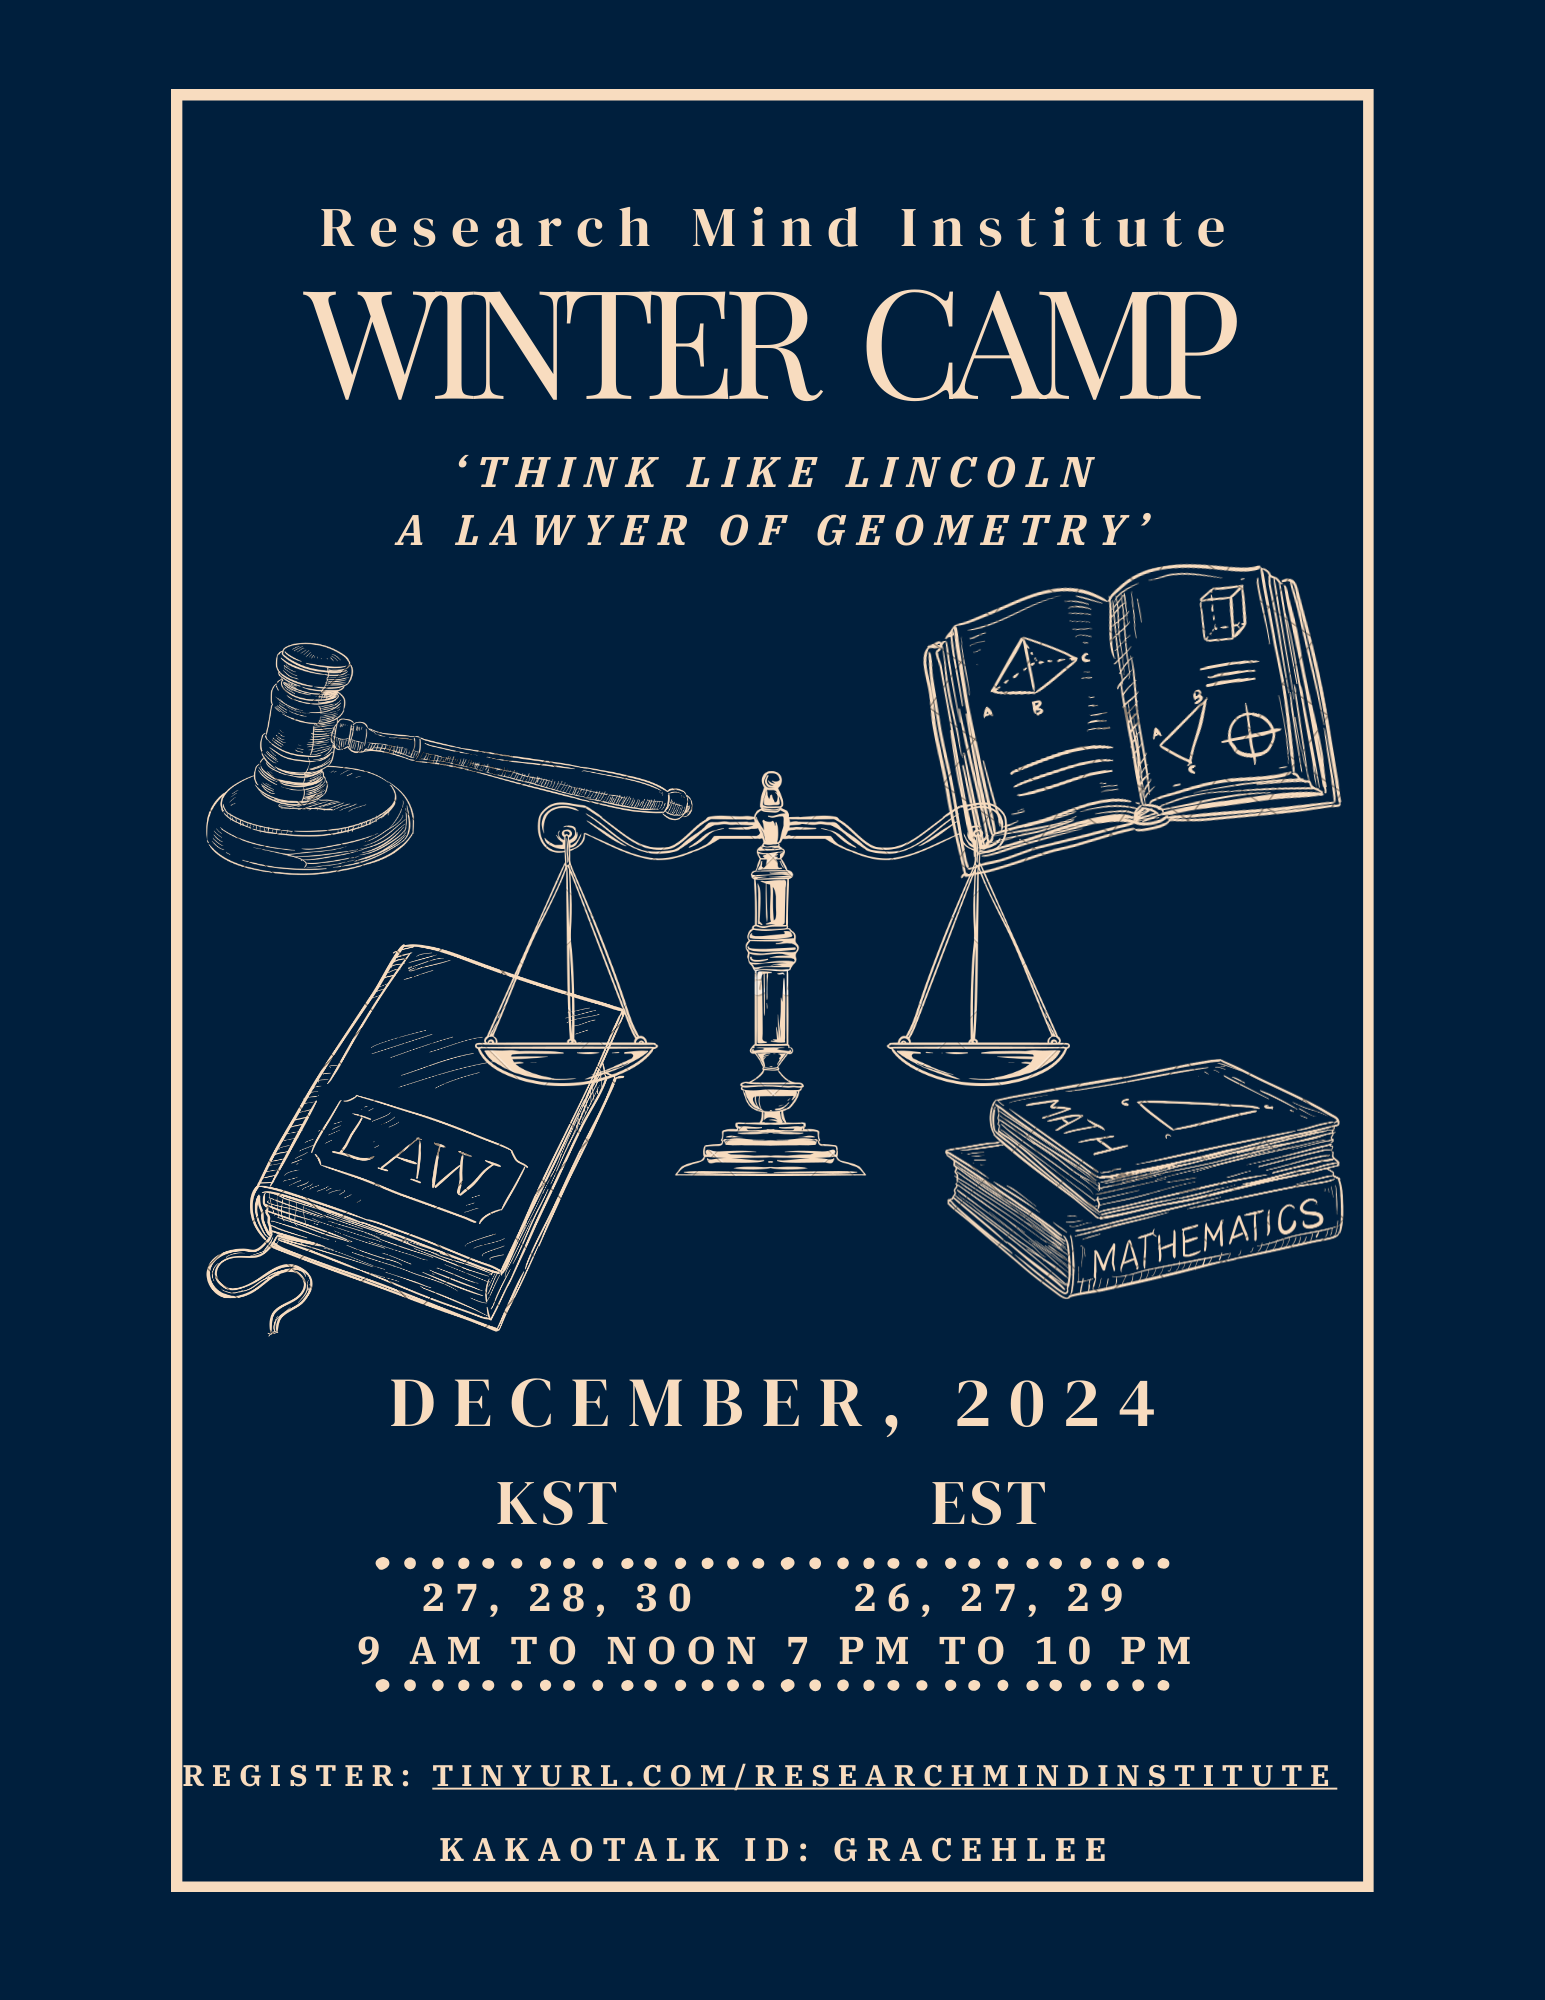 Research Mind Institute
WINTER CAMP
‘THINK LIKE LINCOLN
A LAWYER OF GEOMETRY’
A B C
A B C
LAW
MATH
MATHEMATICS
DECEMBER, 2024
KST EST
27, 28, 30 26, 27, 29
9 AM TO NOON 7 PM TO 10 PM
REGISTER: TINYURL.COM/RESEARCHMINDINSTITUTE
KAKAOTALK ID: GRACEHLEE